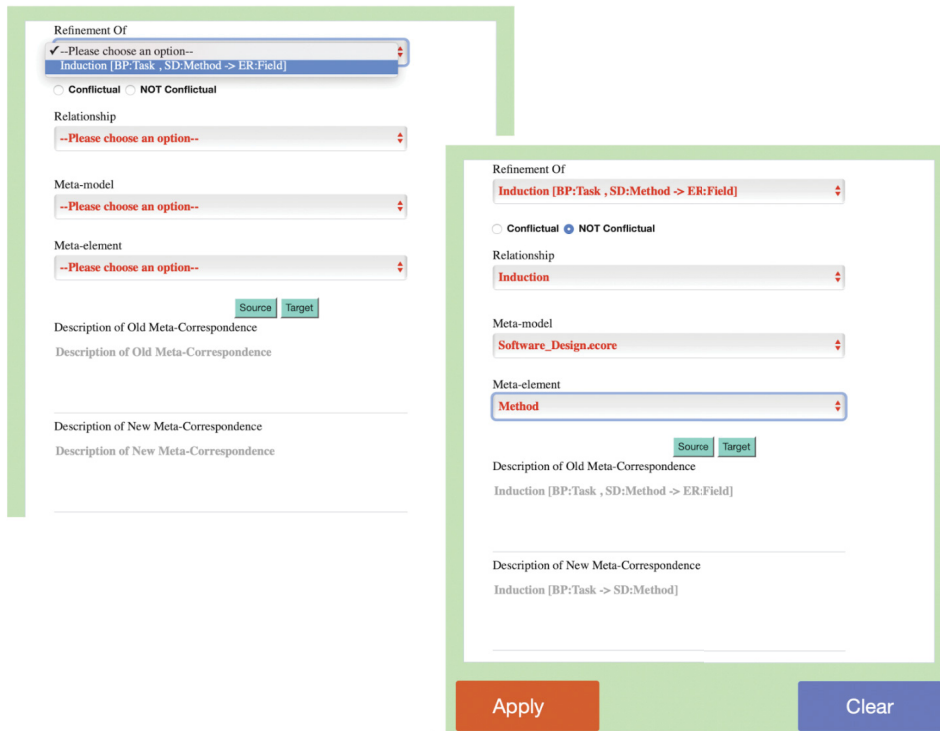 Refinement Of
✓--Please choose an option--
Induction [BP:Task , SD:Method -> ER:Field]
Conflictual NOT Conflictual
Relationship
--Please choose an option--
Meta-model
--Please choose an option--
Meta-element
--Please choose an option--
Source Target
Description of Old Meta-Correspondence
Description of Old Meta-Correspondence
Description of New Meta-Correspondence
Description of New Meta-Correspondence
Refinement Of
Induction [BP:Task , SD:Method -> ER:Field]
Conflictual NOT Conflictual
Relationship
Induction
Meta-model
Software_Design.ecore
Meta-element
Method
Source Target
Description of Old Meta-Correspondence
Induction [BP:Task , SD:Method -> ER:Field]
Description of New Meta-Correspondence
Induction [BP:Task -> SD:Method]
Apply Clear